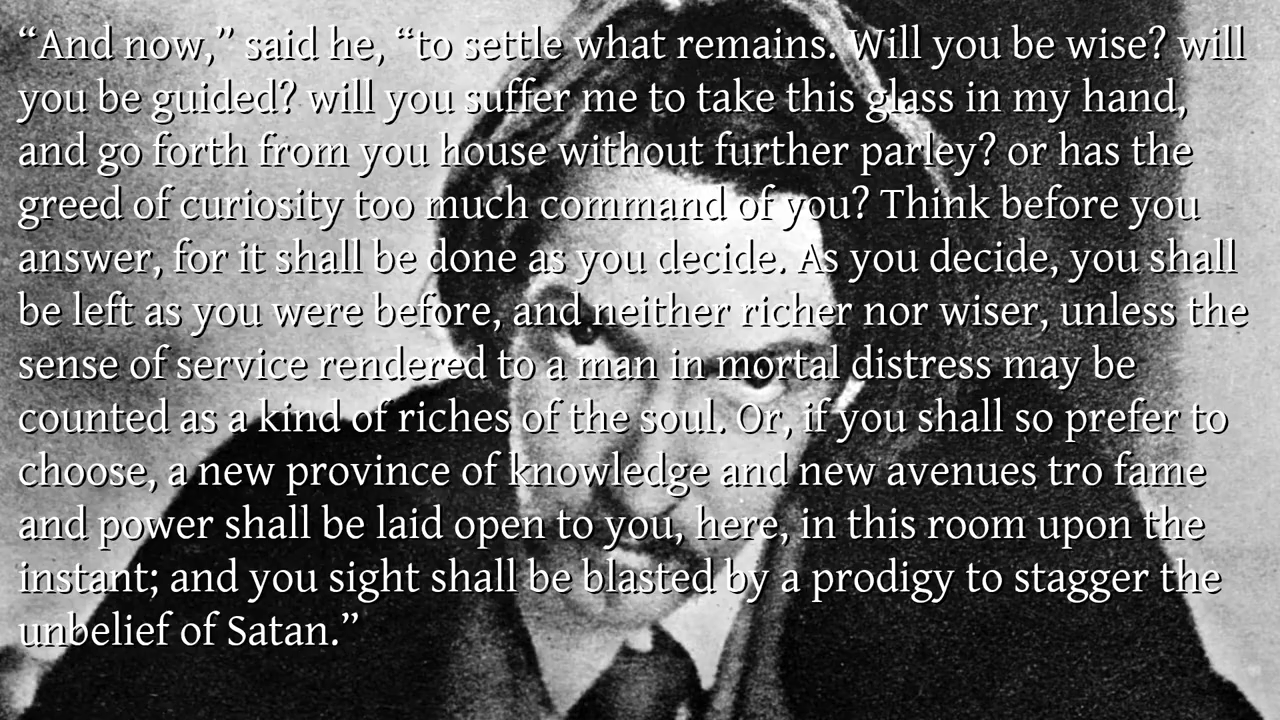 “And now,” said he, “to settle what remains. Will you be wise? will
you be guided? will you suffer me to take this glass in my hand,
and go forth from you house without further parley? or has the
greed of curiosity too much command of you? Think before you
answer, for it shall be done as you decide. As you decide, you shall
be left as you were before, and neither richer nor wiser, unless the
sense of service rendered to a man in mortal distress may be
counted as a kind of riches of the soul. Or, if you shall so prefer to
choose, a new province of knowledge and new avenues tro fame
and power shall be laid open to you, here, in this room upon the
instant; and you sight shall be blasted by a prodigy to stagger the
unbelief of Satan.”